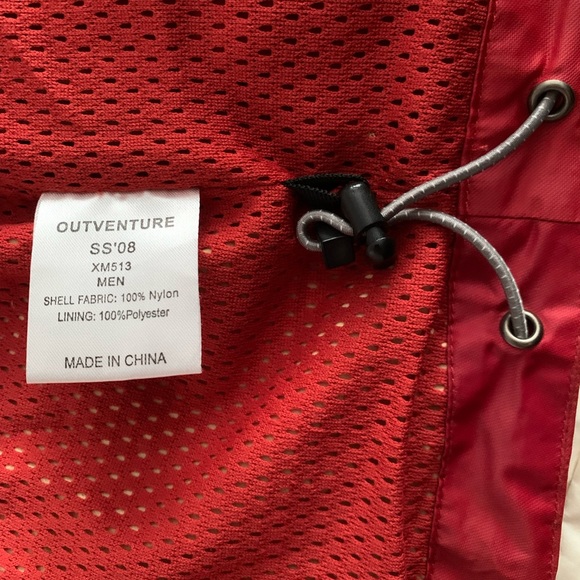 OUTVENTURE
SS'08
XM513
MEN
SHELL FABRIC: 100% Nylon
LINING: 100%Polyester
MADE IN CHINA